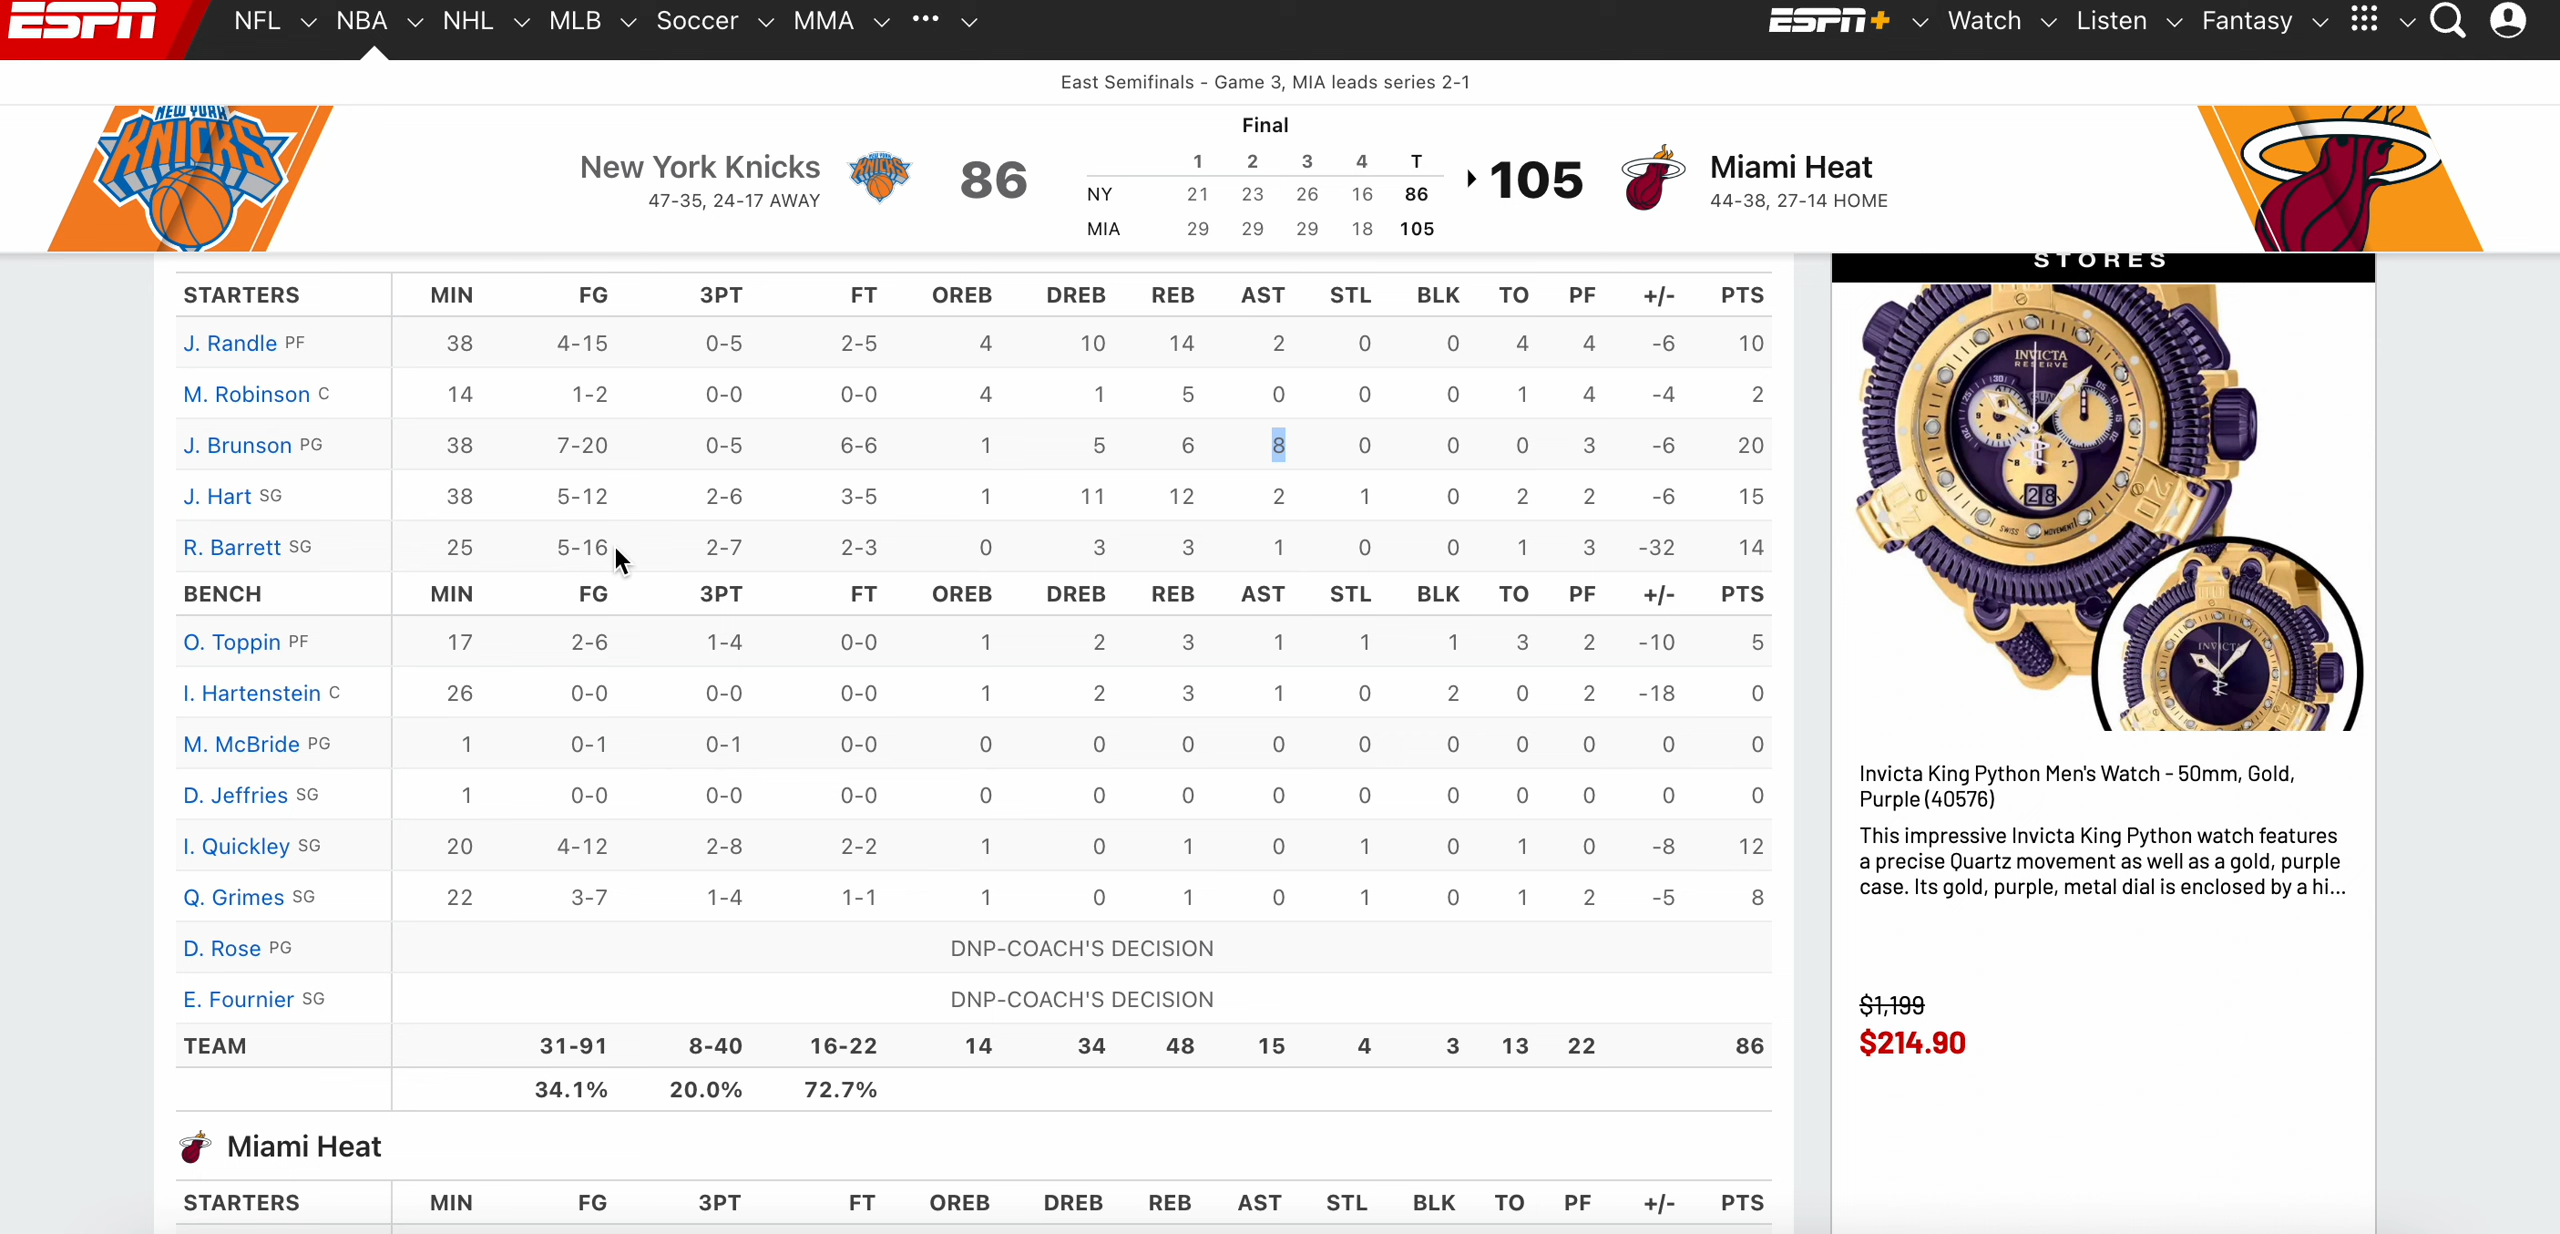 ESPN NFL NBA NHL MLB Soccer MMA ••• ESPN+ Watch Listen Fantasy
East Semifinals - Game 3, MIA leads series 2-1
NEW YORK
KNICKS
New York Knicks
47-35, 24-17 AWAY
KNICKS
86
Final
1 2 3 4 T
NY 21 23 26 16 86
MIA 29 29 29 18 105
105
Miami Heat
44-38, 27-14 HOME
STORES
STARTERS MIN FG 3PT FT OREB DREB REB AST STL BLK TO PF +/- PTS
J. Randle PF 38 4-15 0-5 2-5 4 10 14 2 0 0 4 4 -6 10
M. Robinson C 14 1-2 0-0 0-0 4 1 5 0 0 0 1 4 -4 2
J. Brunson PG 38 7-20 0-5 6-6 1 5 6 8 0 0 0 3 -6 20
J. Hart SG 38 5-12 2-6 3-5 1 11 12 2 1 0 2 2 -6 15
R. Barrett SG 25 5-16 2-7 2-3 0 3 3 1 0 0 1 3 -32 14
BENCH MIN FG 3PT FT OREB DREB REB AST STL BLK TO PF +/- PTS
O. Toppin PF 17 2-6 1-4 0-0 1 2 3 1 1 1 3 2 -10 5
I. Hartenstein C 26 0-0 0-0 0-0 1 2 3 1 0 2 0 2 -18 0
M. McBride PG 1 0-1 0-1 0-0 0 0 0 0 0 0 0 0 0 0
D. Jeffries SG 1 0-0 0-0 0-0 0 0 0 0 0 0 0 0 0 0
I. Quickley SG 20 4-12 2-8 2-2 1 0 1 0 1 0 1 0 -8 12
Q. Grimes SG 22 3-7 1-4 1-1 1 0 1 0 1 0 1 2 -5 8
D. Rose PG DNP-COACH'S DECISION
E. Fournier SG DNP-COACH'S DECISION
TEAM 31-91 8-40 16-22 14 34 48 15 4 3 13 22 86
34.1% 20.0% 72.7%
Miami Heat
STARTERS MIN FG 3PT FT OREB DREB REB AST STL BLK TO PF +/- PTS
INVICTA
RESERVE
28
SWISS MOVEMENT
INVICTA
Invicta King Python Men's Watch - 50mm, Gold,
Purple (40576)
This impressive Invicta King Python watch features
a precise Quartz movement as well as a gold, purple
case. Its gold, purple, metal dial is enclosed by a hi...
$1,199
$214.90